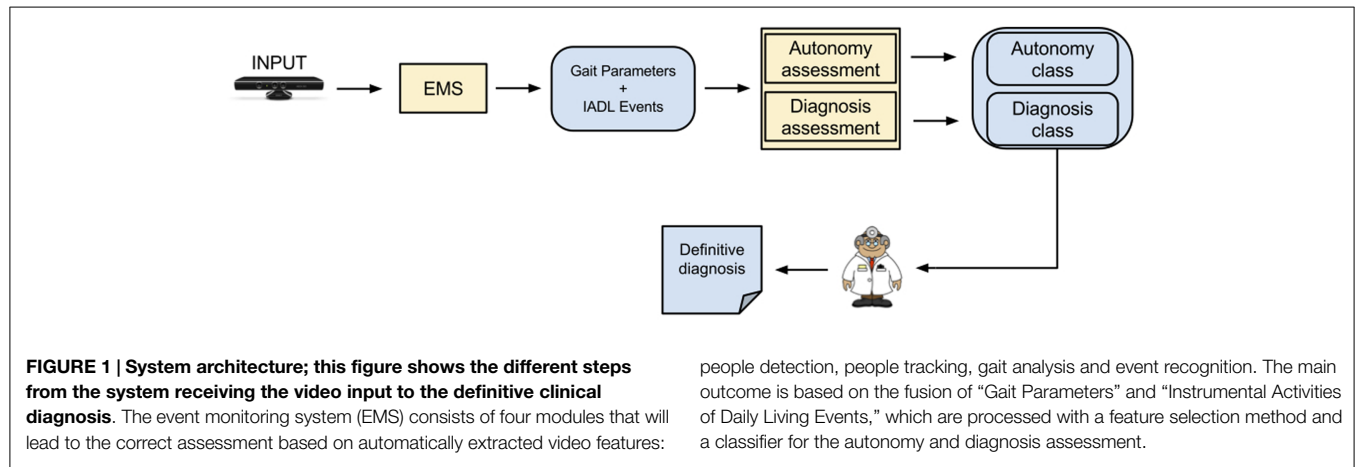 INPUT
EMS
Gait Parameters
+
IADL Events
Autonomy
assessment
Diagnosis
assessment
Autonomy
class
Diagnosis
class
Definitive
diagnosis
FIGURE 1 | System architecture; this figure shows the different steps
from the system receiving the video input to the definitive clinical
diagnosis. The event monitoring system (EMS) consists of four modules that will
lead to the correct assessment based on automatically extracted video features:
people detection, people tracking, gait analysis and event recognition. The main
outcome is based on the fusion of “Gait Parameters” and “Instrumental Activities
of Daily Living Events,” which are processed with a feature selection method and
a classifier for the autonomy and diagnosis assessment.